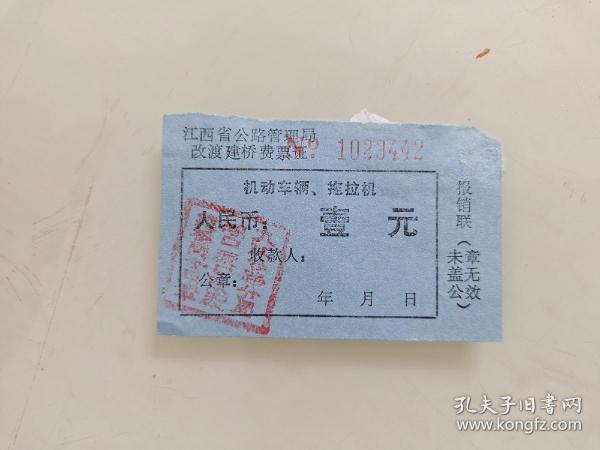 江西省公路管理局
改渡建桥费票证
№ 1029442
机动车辆、拖拉机
人民币：壹元
收款人：
公章：
年 月 日
报销联（未盖公章无效）
孔夫子旧书网
www.kongfz.com